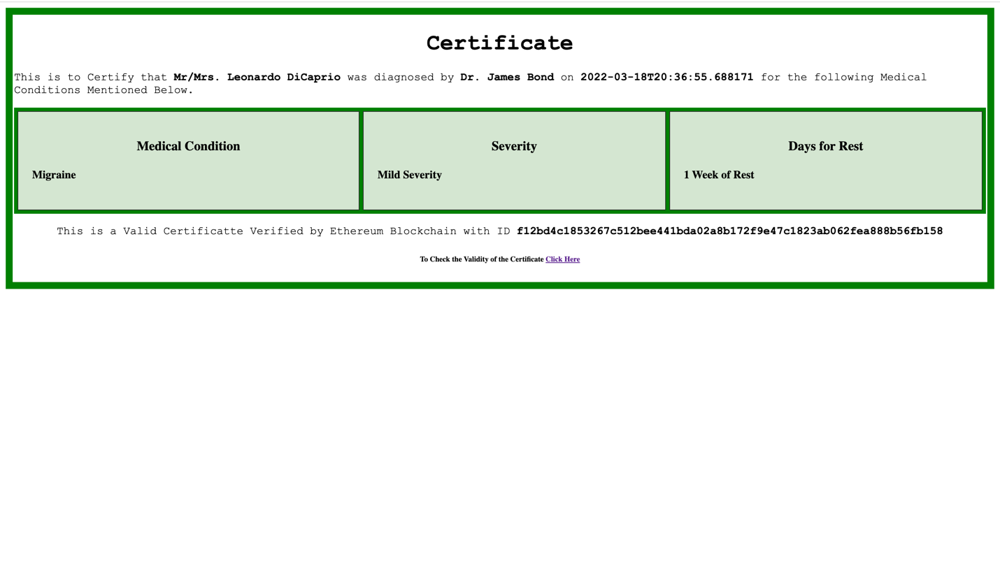 Certificate
This is to Certify that Mr/Mrs. Leonardo DiCaprio was diagnosed by Dr. James Bond on 2022-03-18T20:36:55.688171 for the following Medical
Conditions Mentioned Below.
Medical Condition
Severity
Days for Rest
Migraine
Mild Severity
1 Week of Rest
This is a Valid Certificatte Verified by Ethereum Blockchain with ID f12bd4c1853267c512bee441bda02a8b172f9e47c1823ab062fea888b56fb158
To Check the Validity of the Certificate Click Here